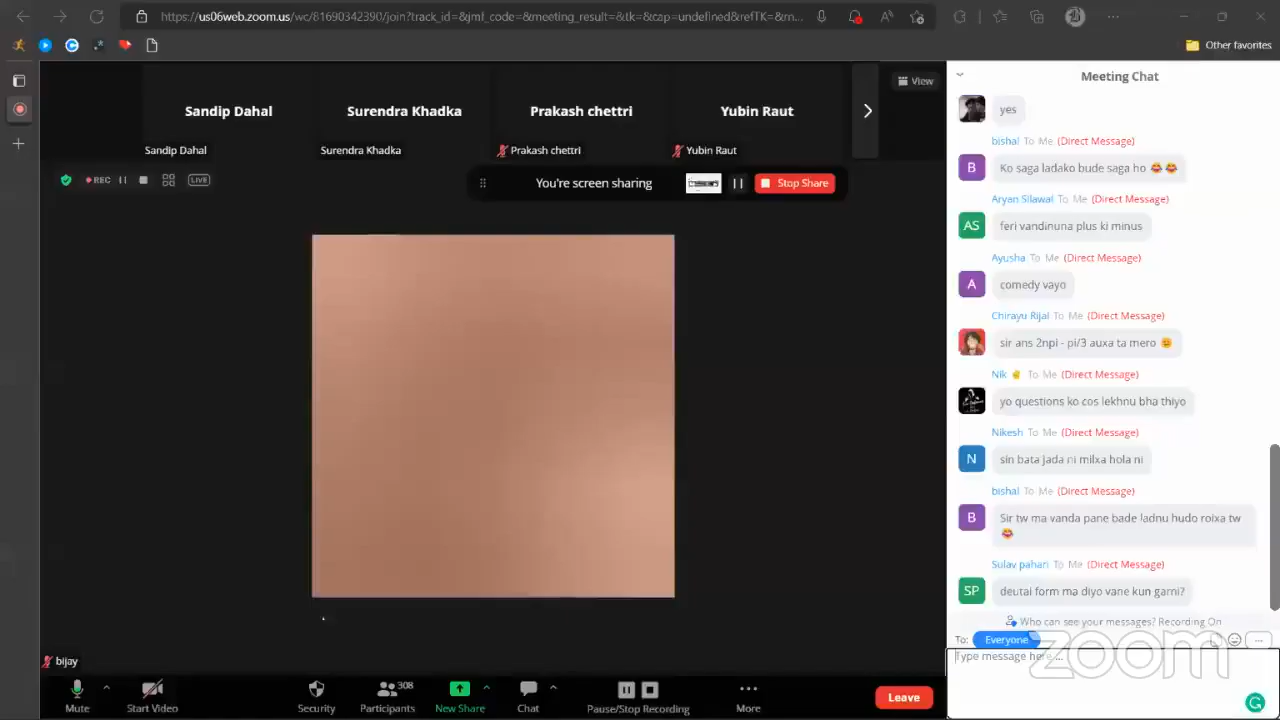 https://us06web.zoom.us/wc/81690342390/join?track_id=&jmf_code=&meeting_result=&tk=&cap=undefined&refTK=&rn...
Other favorites
Sandip Dahal
Surendra Khadka
Prakash chettri
Yubin Raut
View
Sandip Dahal
Surendra Khadka
Prakash chettri
Yubin Raut
REC
LIVE
You're screen sharing
Stop Share
bijay
Mute
Start Video
Security
308
Participants
New Share
Chat
Pause/Stop Recording
More
Leave
Meeting Chat
yes
bishal To Me (Direct Message)
B
Ko saga ladako bude saga ho 😂😂
Aryan Silawal To Me (Direct Message)
AS
feri vandinuna plus ki minus
Ayusha To Me (Direct Message)
A
comedy vayo
Chirayu Rijal To Me (Direct Message)
sir ans 2npi - pi/3 auxa ta mero
Nik To Me (Direct Message)
yo questions ko cos lekhnu bha thiyo
Nikesh To Me (Direct Message)
N
sin bata jada ni milxa hola ni
bishal To Me (Direct Message)
B
Sir tw ma vanda pane bade ladnu hudo roixa tw
😂
Sulav pahari To Me (Direct Message)
SP
deutai form ma diyo vane kun garni?
Who can see your messages? Recording On
To: Everyone
Type message here ...
zoom